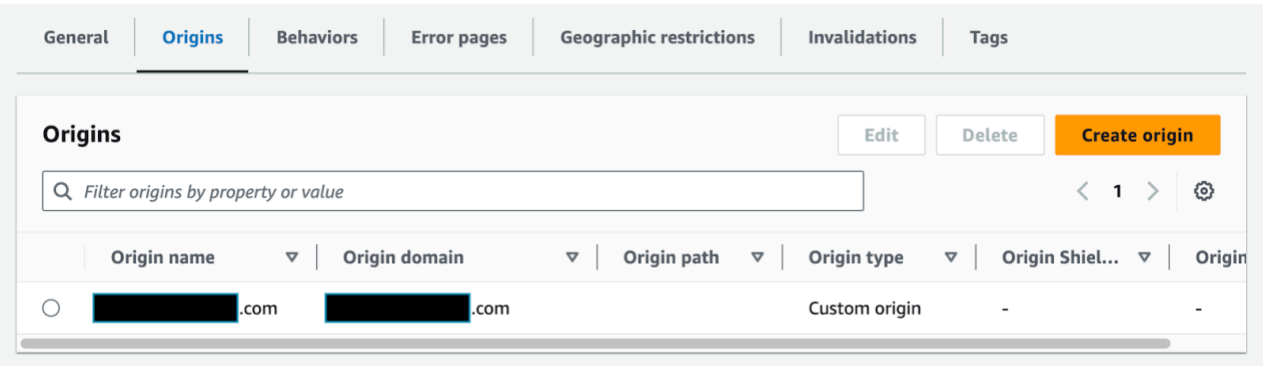 General Origins Behaviors Error pages Geographic restrictions Invalidations Tags
Origins Edit Delete Create origin
Filter origins by property or value 1
Origin name Origin domain Origin path Origin type Origin Shiel... Origin
.com .com Custom origin - -